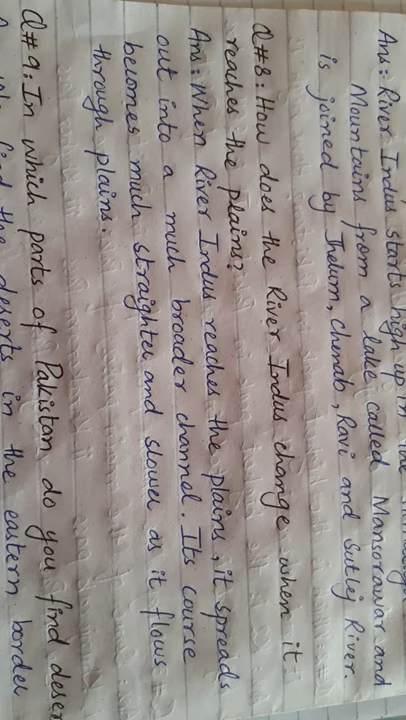 Ans: River Indus starts high up in the
Mountains from a lake called Mansorawar and
is joined by Jhelum, Chenab, Ravi and Sutlej River.
Q#8: How does the River Indus change when it
reaches the plains?
Ans: When River Indus reaches the plains, it spreads
out into a much broader channel. Its course
becomes much straighter and slower as it flows
through plains.
Q#9: In which parts of Pakistan do you find deser
find the deserts in the eastern border